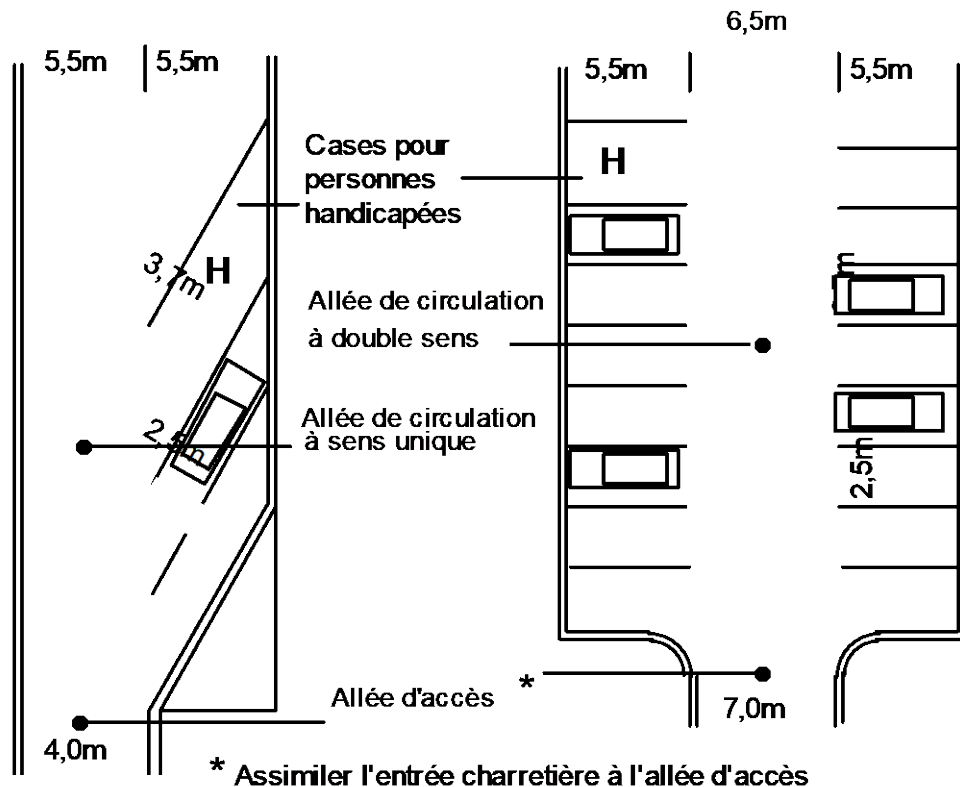 6,5m
5,5m
5,5m
5,5m
5,5m
Cases pour
personnes
handicapées
H
H
3,7m
Allée de circulation
à double sens
Allée de circulation
à sens unique
2,5m
2,5m
Allée d'accès
*
7,0m
4,0m
* Assimiler l'entrée charretière à l'allée d'accès